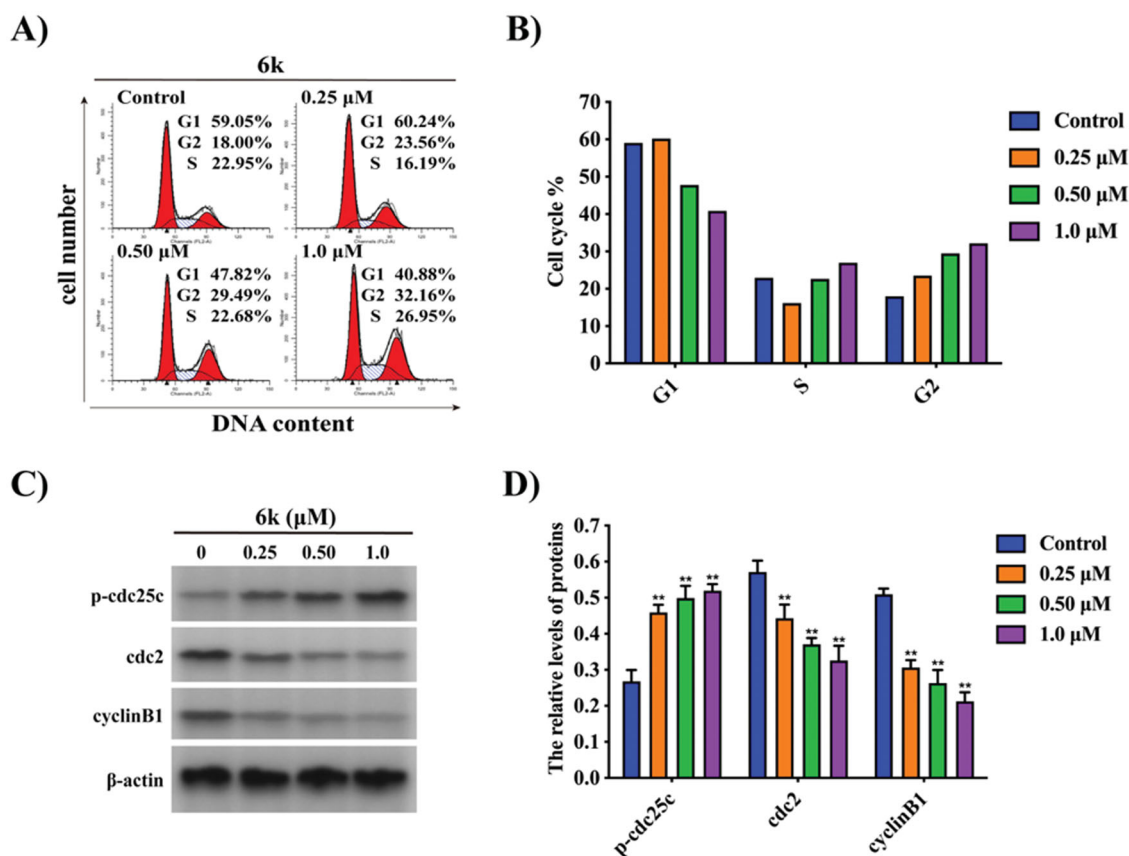 A)
6k
Control
G1 59.05%
G2 18.00%
S 22.95%
0.25 μM
G1 60.24%
G2 23.56%
S 16.19%
0.50 μM
G1 47.82%
G2 29.49%
S 22.68%
1.0 μM
G1 40.88%
G2 32.16%
S 26.95%
cell number
DNA content
B)
Cell cycle %
70
60
50
40
30
20
10
0
G1
S
G2
Control
0.25 μM
0.50 μM
1.0 μM
C)
6k (μM)
0 0.25 0.50 1.0
p-cdc25c
cdc2
cyclinB1
β-actin
D)
The relative levels of proteins
0.7
0.6
0.5
0.4
0.3
0.2
0.1
0.0
** ** **
** ** **
** ** **
p-cdc25c
cdc2
cyclinB1
Control
0.25 μM
0.50 μM
1.0 μM